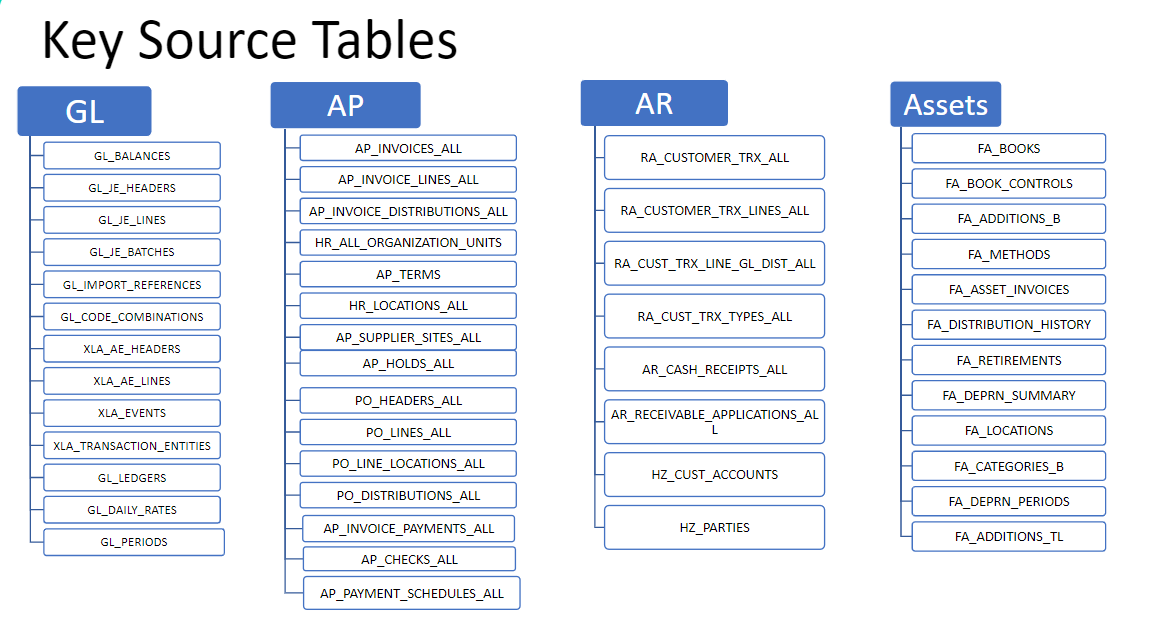 Key Source Tables
GL
GL_BALANCES
GL_JE_HEADERS
GL_JE_LINES
GL_JE_BATCHES
GL_IMPORT_REFERENCES
GL_CODE_COMBINATIONS
XLA_AE_HEADERS
XLA_AE_LINES
XLA_EVENTS
XLA_TRANSACTION_ENTITIES
GL_LEDGERS
GL_DAILY_RATES
GL_PERIODS
AP
AP_INVOICES_ALL
AP_INVOICE_LINES_ALL
AP_INVOICE_DISTRIBUTIONS_ALL
HR_ALL_ORGANIZATION_UNITS
AP_TERMS
HR_LOCATIONS_ALL
AP_SUPPLIER_SITES_ALL
AP_HOLDS_ALL
PO_HEADERS_ALL
PO_LINES_ALL
PO_LINE_LOCATIONS_ALL
PO_DISTRIBUTIONS_ALL
AP_INVOICE_PAYMENTS_ALL
AP_CHECKS_ALL
AP_PAYMENT_SCHEDULES_ALL
AR
RA_CUSTOMER_TRX_ALL
RA_CUSTOMER_TRX_LINES_ALL
RA_CUST_TRX_LINE_GL_DIST_ALL
RA_CUST_TRX_TYPES_ALL
AR_CASH_RECEIPTS_ALL
AR_RECEIVABLE_APPLICATIONS_AL
L
HZ_CUST_ACCOUNTS
HZ_PARTIES
Assets
FA_BOOKS
FA_BOOK_CONTROLS
FA_ADDITIONS_B
FA_METHODS
FA_ASSET_INVOICES
FA_DISTRIBUTION_HISTORY
FA_RETIREMENTS
FA_DEPRN_SUMMARY
FA_LOCATIONS
FA_CATEGORIES_B
FA_DEPRN_PERIODS
FA_ADDITIONS_TL